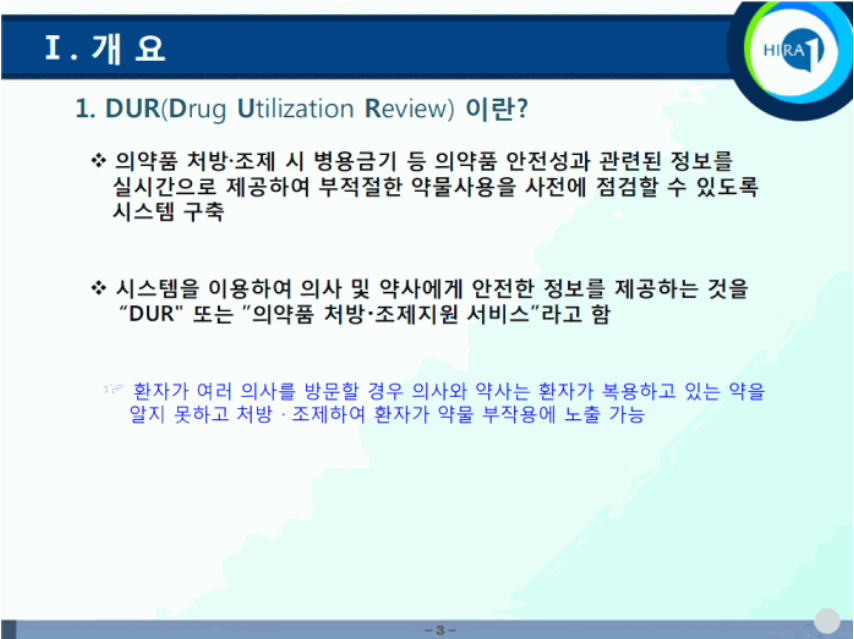 Ⅰ. 개 요
HIRA
1. DUR(Drug Utilization Review) 이란?
❖ 의약품 처방·조제 시 병용금기 등 의약품 안전성과 관련된 정보를
실시간으로 제공하여 부적절한 약물사용을 사전에 점검할 수 있도록
시스템 구축
❖ 시스템을 이용하여 의사 및 약사에게 안전한 정보를 제공하는 것을
“DUR" 또는 ”의약품 처방·조제지원 서비스”라고 함
☞ 환자가 여러 의사를 방문할 경우 의사와 약사는 환자가 복용하고 있는 약을
알지 못하고 처방 · 조제하여 환자가 약물 부작용에 노출 가능
- 3 -